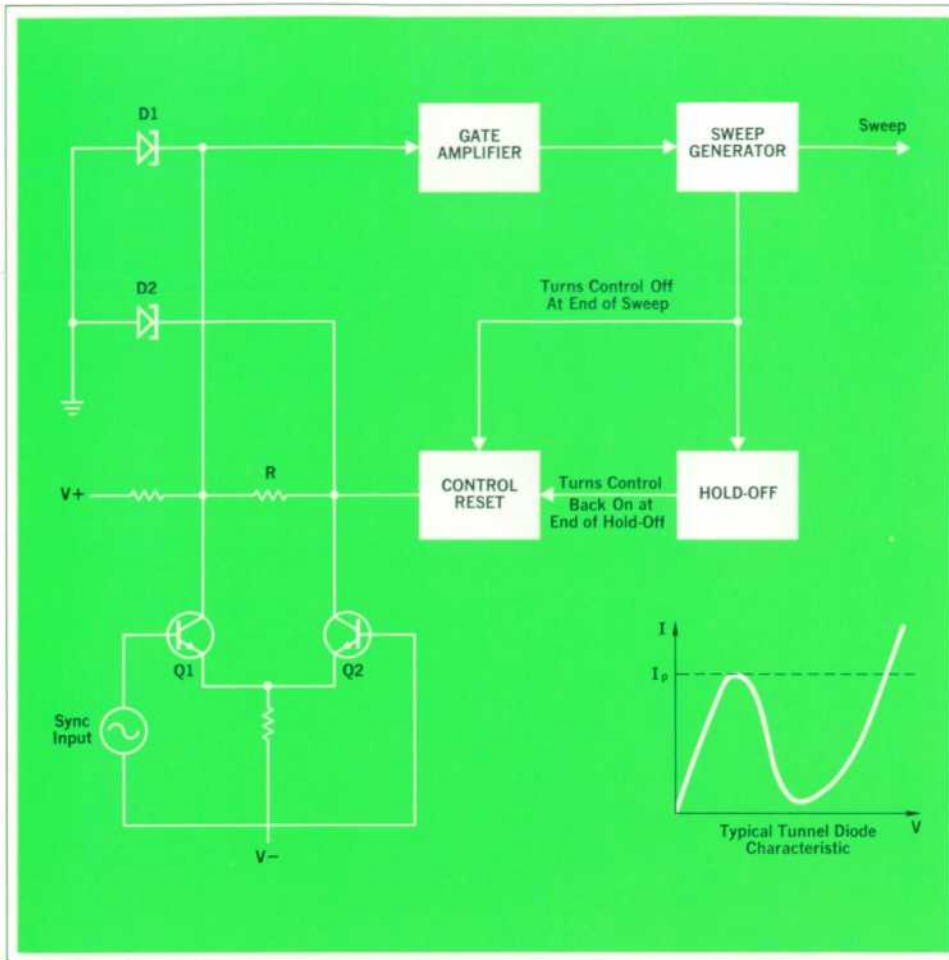 D1
GATE
AMPLIFIER
SWEEP
GENERATOR
Sweep
D2
Turns Control Off
At End of Sweep
V+
R
CONTROL
RESET
Turns Control
Back On at
End of Hold-Off
HOLD-OFF
Q1
Q2
Sync
Input
V−
I
Ip
V
Typical Tunnel Diode
Characteristic